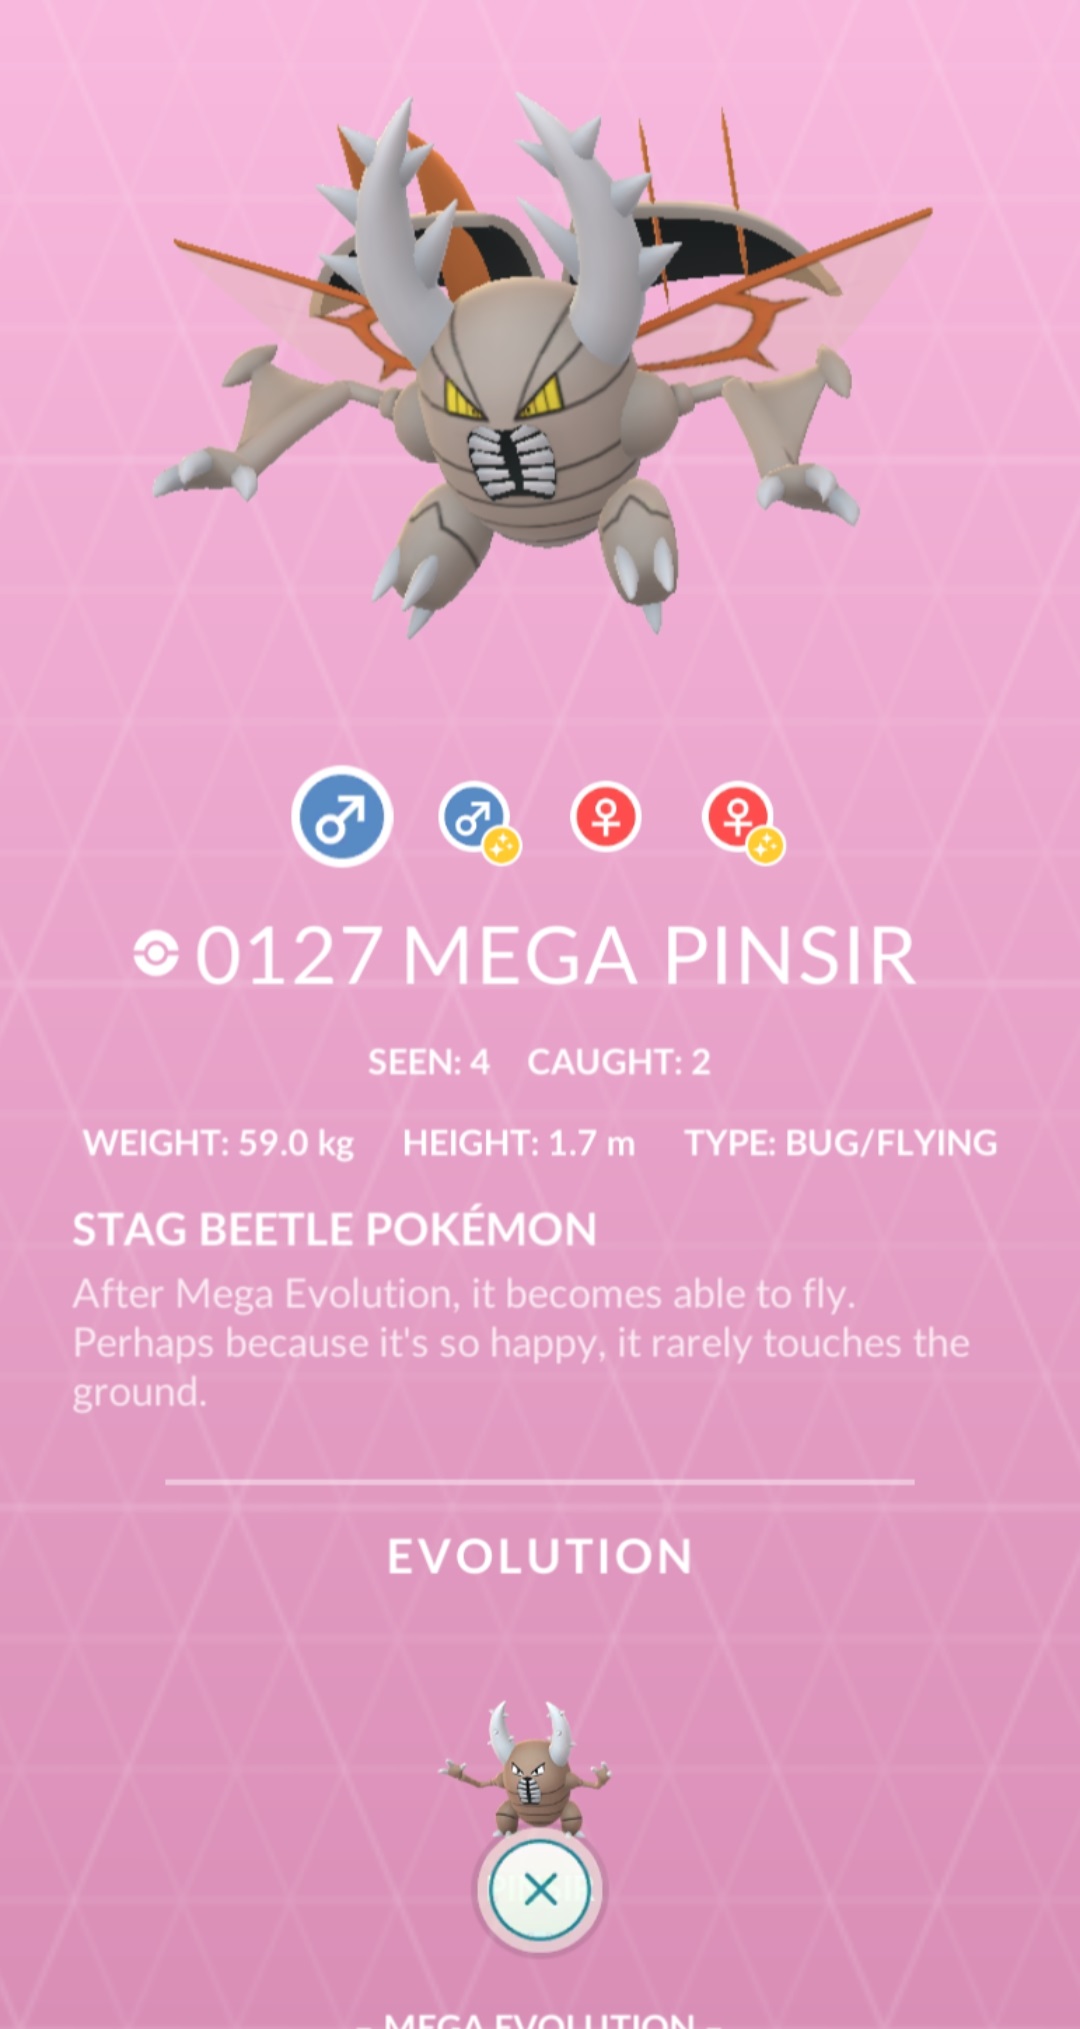 0127 MEGA PINSIR
SEEN: 4 CAUGHT: 2
WEIGHT: 59.0 kg HEIGHT: 1.7 m TYPE: BUG/FLYING
STAG BEETLE POKÉMON
After Mega Evolution, it becomes able to fly.
Perhaps because it's so happy, it rarely touches the
ground.
EVOLUTION
- MEGA EVOLUTION -